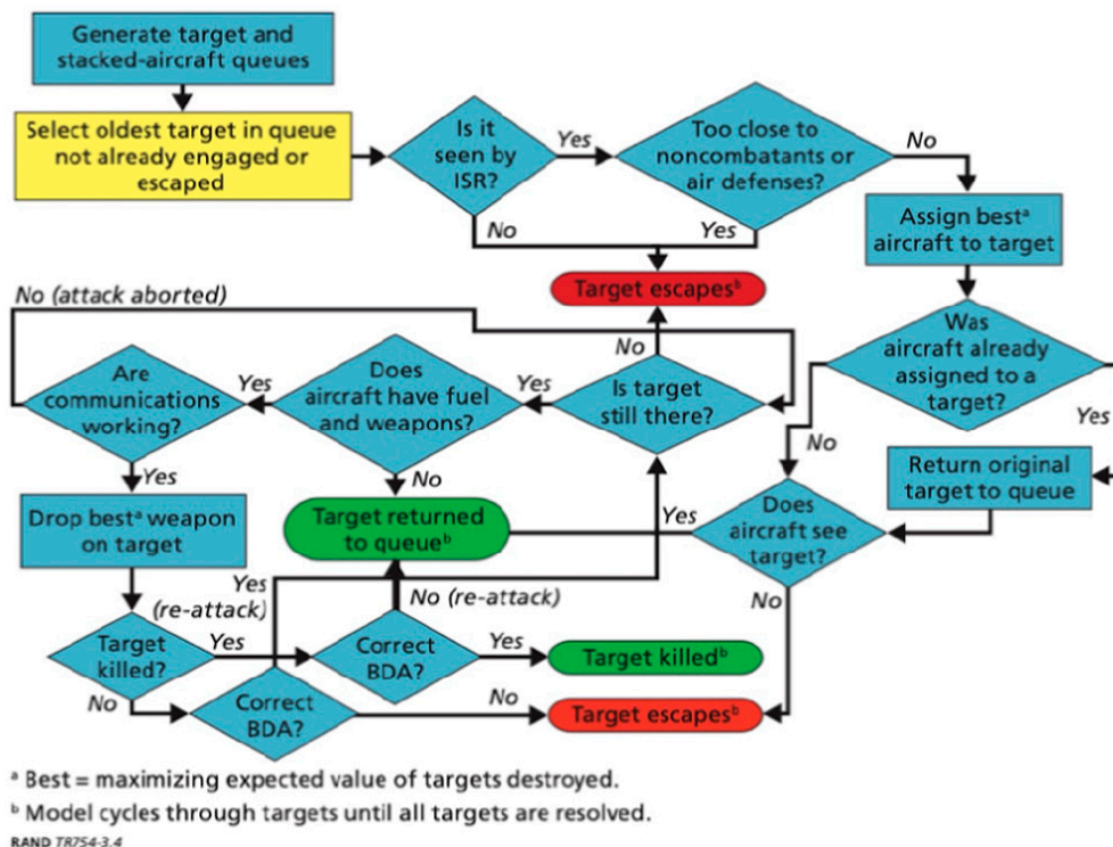 Generate target and
stacked-aircraft queues
Select oldest target in queue
not already engaged or
escaped
Is it
seen by
ISR?
Yes
Too close to
noncombatants or
air defenses?
No
No
Yes
Assign bestᵃ
aircraft to target
Target escapesᵇ
No (attack aborted)
Was
aircraft already
assigned to a
target?
No
Yes
Are
communications
working?
Yes
Does
aircraft have fuel
and weapons?
Yes
Is target
still there?
No
Yes
No
Return original
target to queue
Drop bestᵃ weapon
on target
Target returned
to queueᵇ
Yes
Does
aircraft see
target?
Yes
(re-attack)
No (re-attack)
No
Target
killed?
Yes
Correct
BDA?
Yes
Target killedᵇ
No
Correct
BDA?
No
Target escapesᵇ
ᵃ Best = maximizing expected value of targets destroyed.
ᵇ Model cycles through targets until all targets are resolved.
RAND TR754-3.4